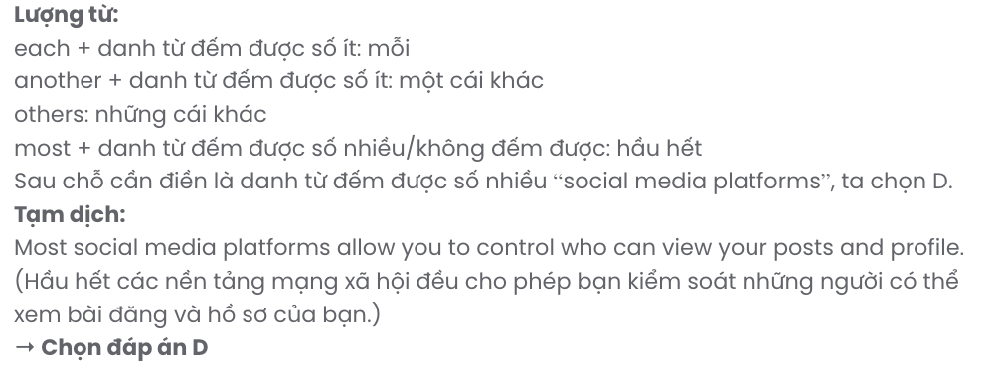 Lượng từ:
each + danh từ đếm được số ít: mỗi
another + danh từ đếm được số ít: một cái khác
others: những cái khác
most + danh từ đếm được số nhiều/không đếm được: hầu hết
Sau chỗ cần điền là danh từ đếm được số nhiều “social media platforms”, ta chọn D.
Tạm dịch:
Most social media platforms allow you to control who can view your posts and profile.
(Hầu hết các nền tảng mạng xã hội đều cho phép bạn kiểm soát những người có thể
xem bài đăng và hồ sơ của bạn.)
→ Chọn đáp án D